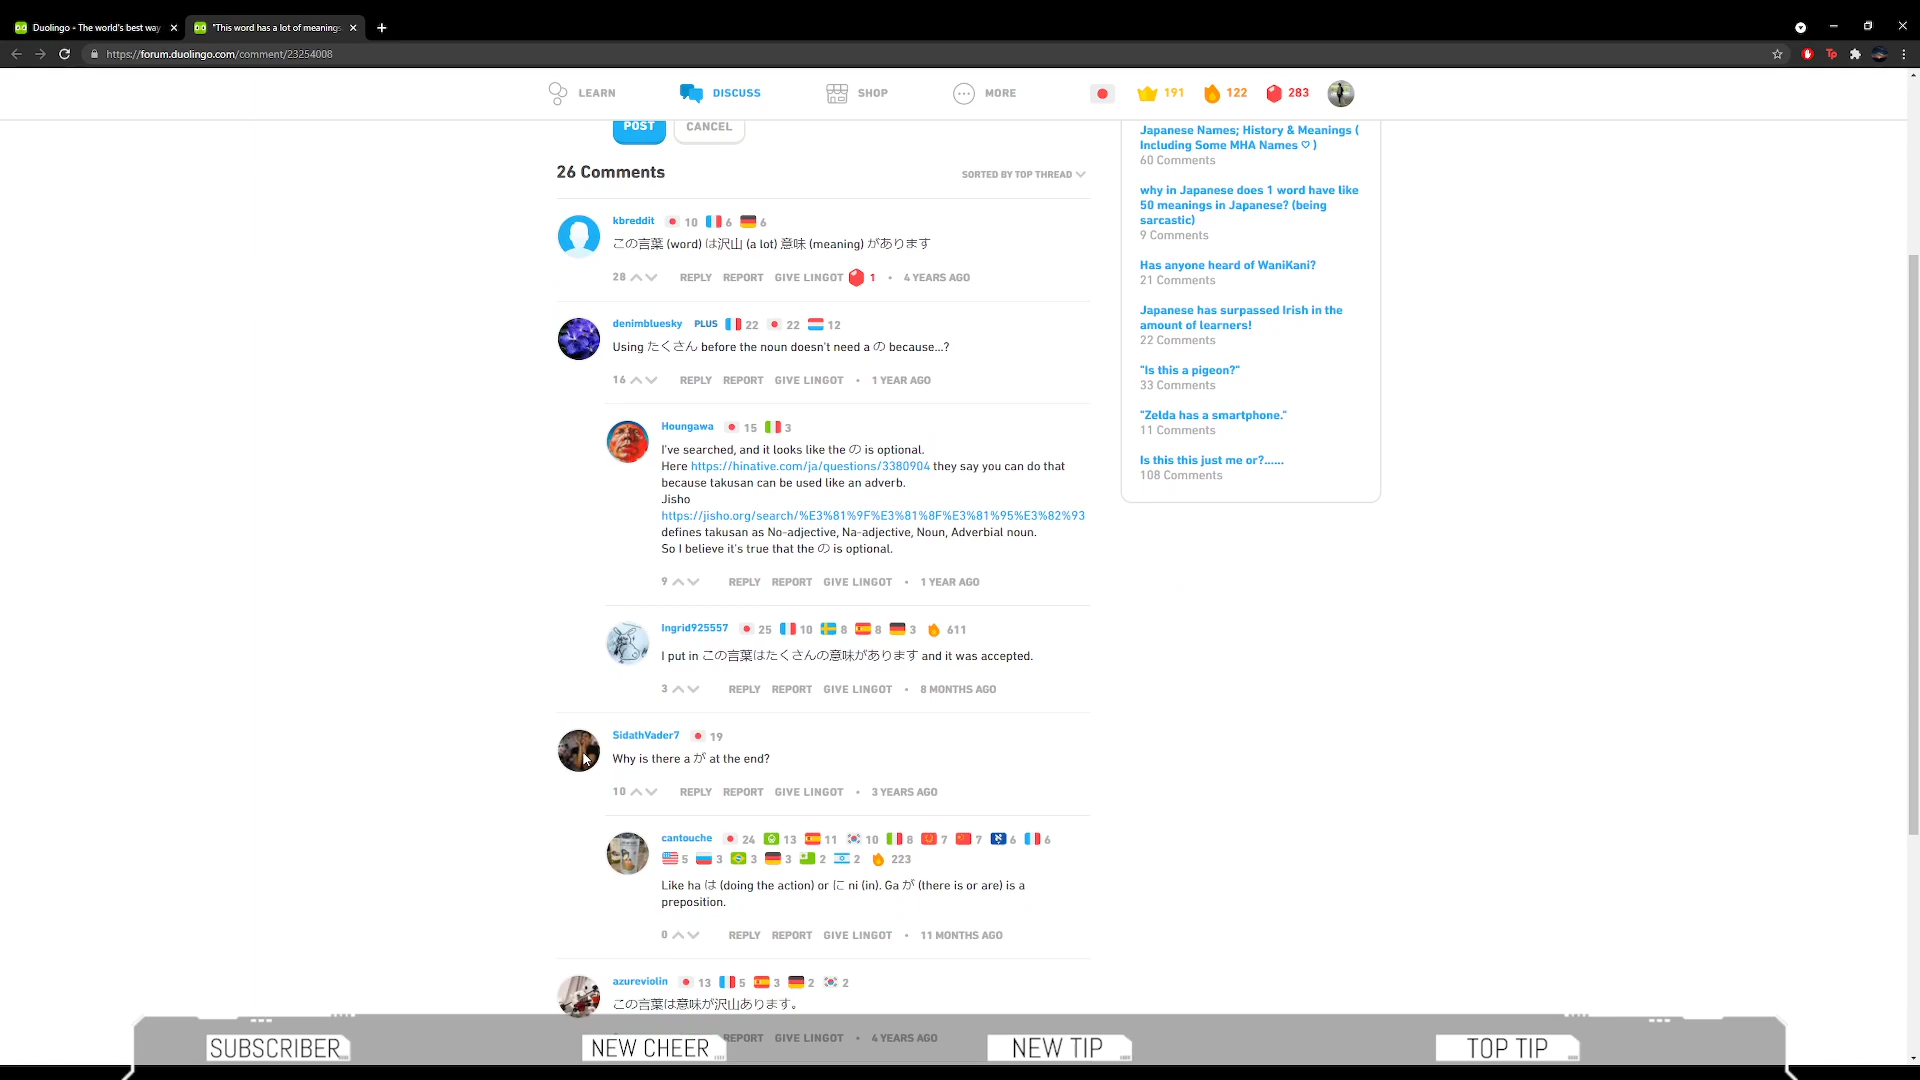 Duolingo - The world's best way
"This word has a lot of meanings
https://forum.duolingo.com/comment/23254008
LEARN
DISCUSS
SHOP
MORE
191
122
283
POST
CANCEL
26 Comments
SORTED BY TOP THREAD
kbreddit 10 6 6
この言葉 (word) は沢山 (a lot) 意味 (meaning) があります
28 REPLY REPORT GIVE LINGOT 1 • 4 YEARS AGO
denimbluesky PLUS 22 22 12
Using たくさん before the noun doesn't need a の because...?
16 REPLY REPORT GIVE LINGOT • 1 YEAR AGO
Houngawa 15 3
I've searched, and it looks like the の is optional.
Here https://hinative.com/ja/questions/3380904 they say you can do that
because takusan can be used like an adverb.
Jisho
https://jisho.org/search/%E3%81%9F%E3%81%8F%E3%81%95%E3%82%93
defines takusan as No-adjective, Na-adjective, Noun, Adverbial noun.
So I believe it's true that the の is optional.
9 REPLY REPORT GIVE LINGOT • 1 YEAR AGO
Ingrid925557 25 10 8 8 3 611
I put in この言葉はたくさんの意味があります and it was accepted.
3 REPLY REPORT GIVE LINGOT • 8 MONTHS AGO
SidathVader7 19
Why is there a が at the end?
10 REPLY REPORT GIVE LINGOT • 3 YEARS AGO
cantouche 24 13 11 10 8 7 7 6 6
5 3 3 3 2 2 223
Like ha は (doing the action) or に ni (in). Ga が (there is or are) is a
preposition.
0 REPLY REPORT GIVE LINGOT • 11 MONTHS AGO
azureviolin 13 5 3 2 2
この言葉は意味が沢山あります。
REPORT GIVE LINGOT • 4 YEARS AGO
Japanese Names; History & Meanings (
Including Some MHA Names ♡ )
60 Comments
why in Japanese does 1 word have like
50 meanings in Japanese? (being
sarcastic)
9 Comments
Has anyone heard of WaniKani?
21 Comments
Japanese has surpassed Irish in the
amount of learners!
22 Comments
"Is this a pigeon?"
33 Comments
"Zelda has a smartphone."
11 Comments
Is this this just me or?......
108 Comments
SUBSCRIBER
NEW CHEER
NEW TIP
TOP TIP